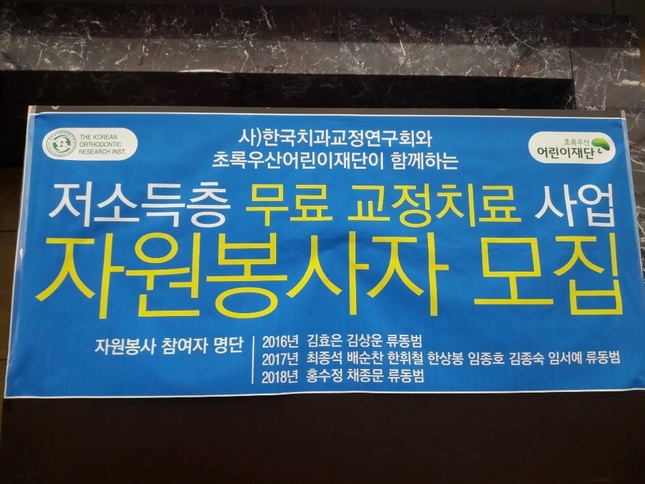 THE KOREAN
ORTHODONTIC
RESEARCH INST.
사)한국치과교정연구회와
초록우산어린이재단이 함께하는
초록우산
어린이재단
저소득층 무료 교정치료 사업
자원봉사자 모집
자원봉사 참여자 명단
2016년 김효은 김상운 류동범
2017년 최종석 배순찬 한휘철 한상봉 임종호 김종숙 임서예 류동범
2018년 홍수정 채종문 류동범